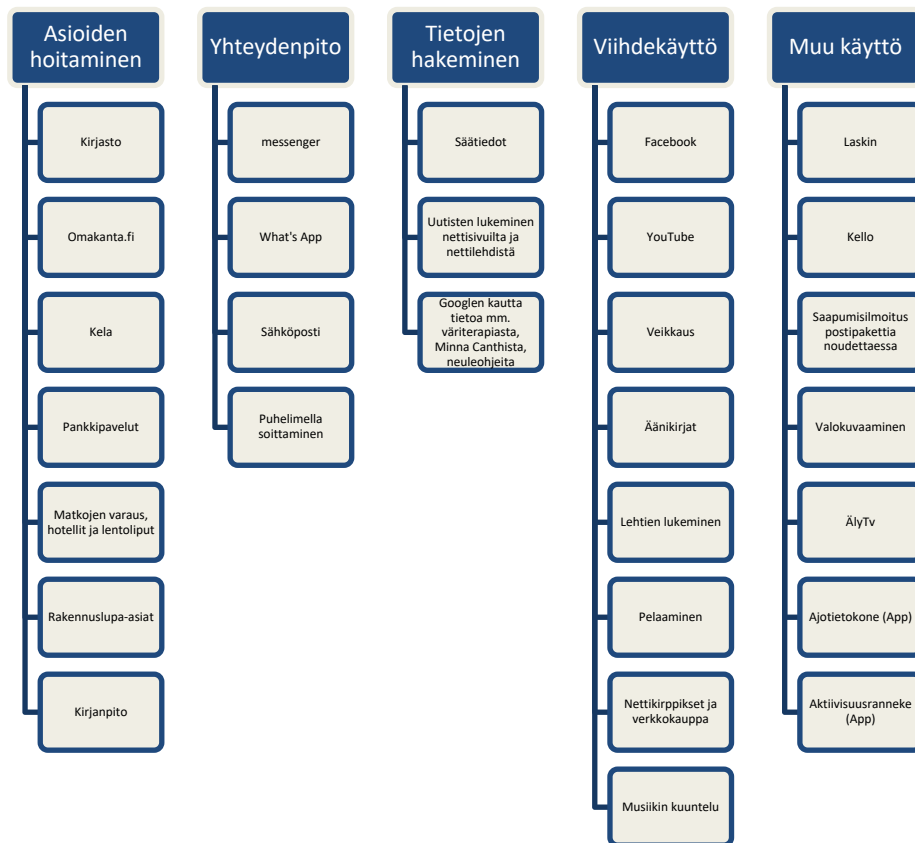 Asioiden
hoitaminen
Kirjasto
Omakanta.fi
Kela
Pankkipavelut
Matkojen varaus,
hotellit ja lentoliput
Rakennuslupa-asiat
Kirjanpito
Yhteydenpito
messenger
What's App
Sähköposti
Puhelimella
soittaminen
Tietojen
hakeminen
Säätiedot
Uutisten lukeminen
nettisivuilta ja
nettilehdistä
Googlen kautta
tietoa mm.
väriterapiasta,
Minna Canthista,
neuleohjeita
Viihdekäyttö
Facebook
YouTube
Veikkaus
Äänikirjat
Lehtien lukeminen
Pelaaminen
Nettikirppikset ja
verkkokauppa
Musiikin kuuntelu
Muu käyttö
Laskin
Kello
Saapumisilmoitus
postipakettia
noudettaessa
Valokuvaaminen
ÄlyTv
Ajotietokone (App)
Aktiivisuusranneke
(App)